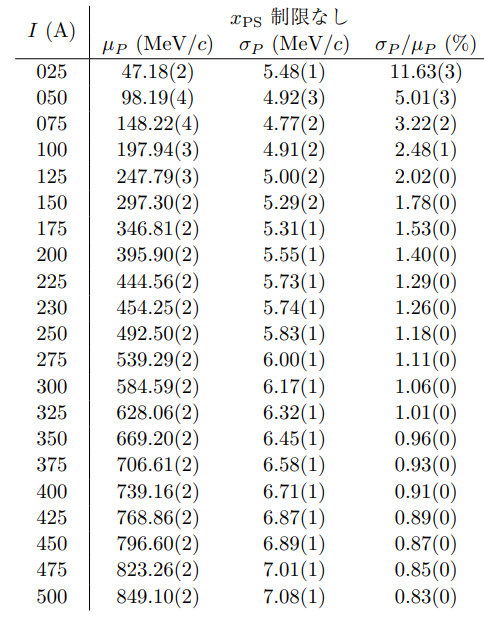 x_PS 制限なし
I (A) μ_P (MeV/c) σ_P (MeV/c) σ_P/μ_P (%)
025 47.18(2) 5.48(1) 11.63(3)
050 98.19(4) 4.92(3) 5.01(3)
075 148.22(4) 4.77(2) 3.22(2)
100 197.94(3) 4.91(2) 2.48(1)
125 247.79(3) 5.00(2) 2.02(0)
150 297.30(2) 5.29(2) 1.78(0)
175 346.81(2) 5.31(1) 1.53(0)
200 395.90(2) 5.55(1) 1.40(0)
225 444.56(2) 5.73(1) 1.29(0)
230 454.25(2) 5.74(1) 1.26(0)
250 492.50(2) 5.83(1) 1.18(0)
275 539.29(2) 6.00(1) 1.11(0)
300 584.59(2) 6.17(1) 1.06(0)
325 628.06(2) 6.32(1) 1.01(0)
350 669.20(2) 6.45(1) 0.96(0)
375 706.61(2) 6.58(1) 0.93(0)
400 739.16(2) 6.71(1) 0.91(0)
425 768.86(2) 6.87(1) 0.89(0)
450 796.60(2) 6.89(1) 0.87(0)
475 823.26(2) 7.01(1) 0.85(0)
500 849.10(2) 7.08(1) 0.83(0)